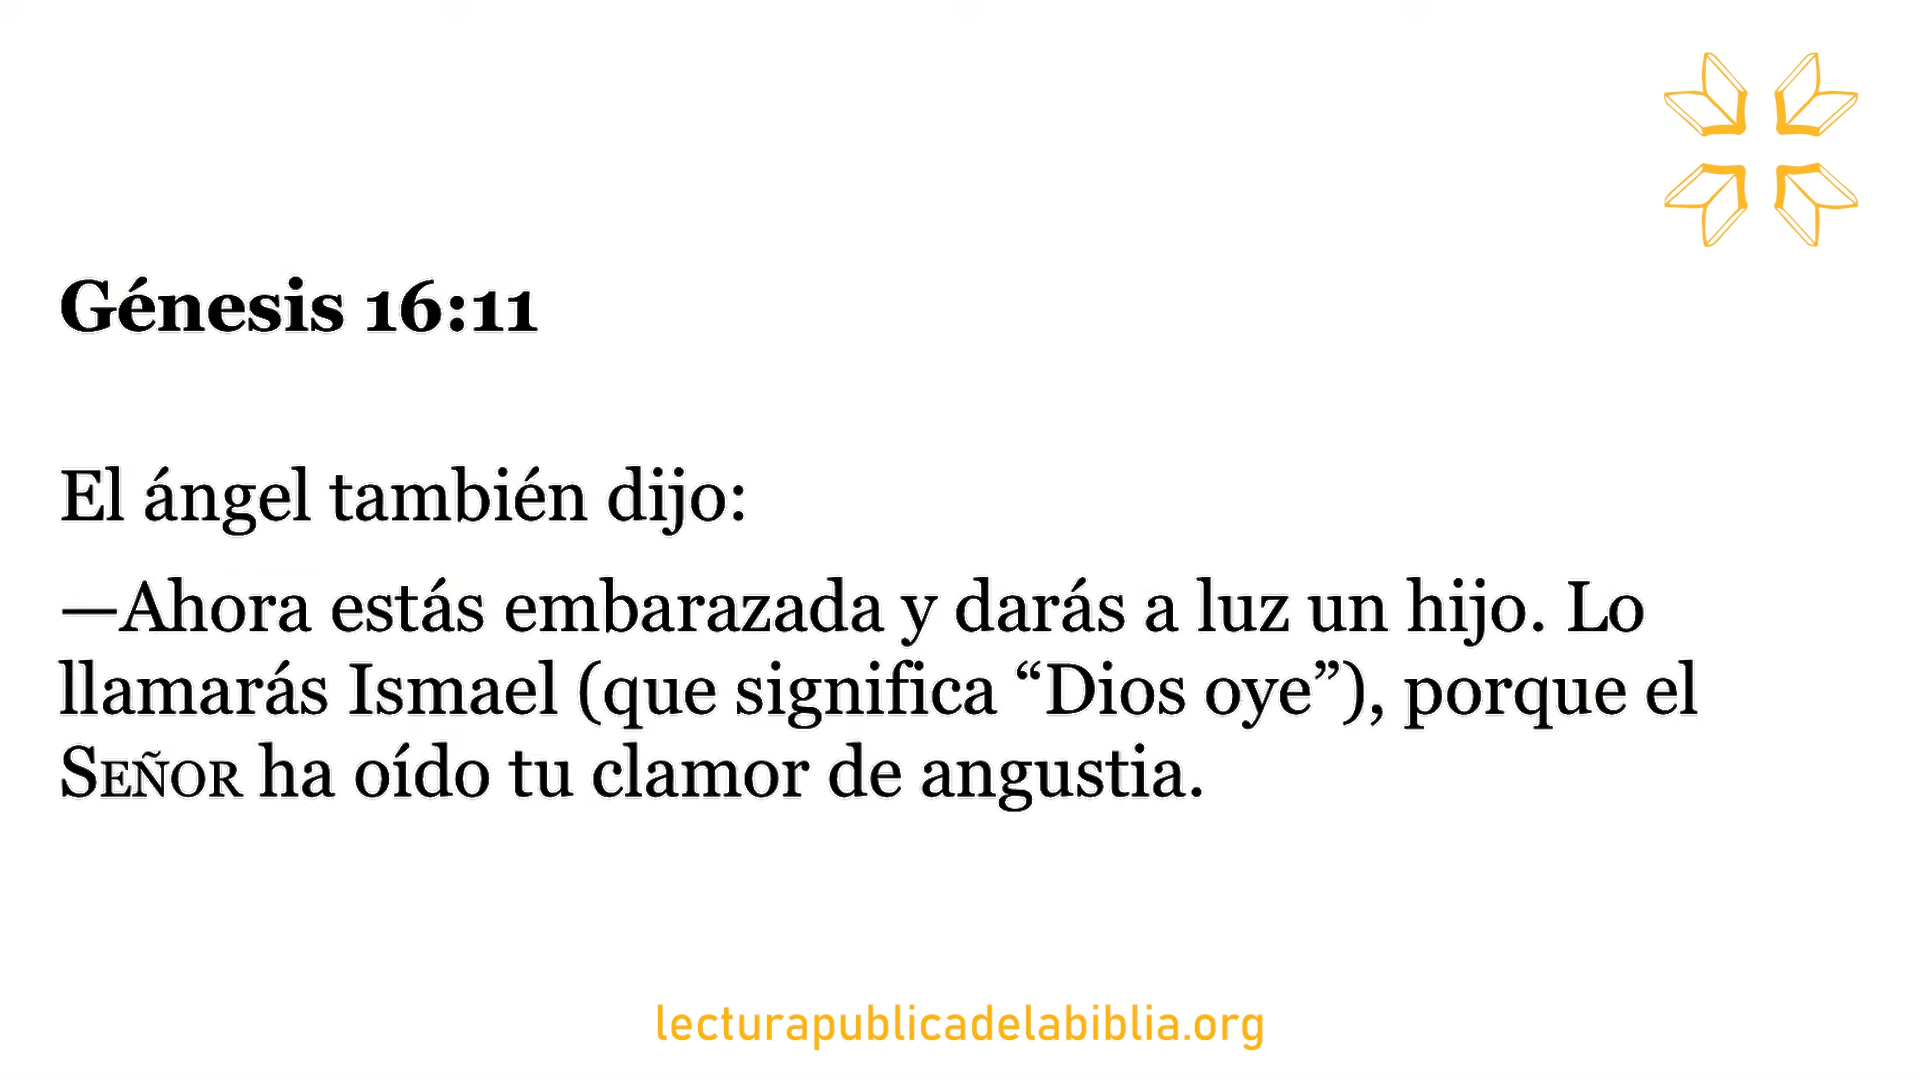 Génesis 16:11
El ángel también dijo:
—Ahora estás embarazada y darás a luz un hijo. Lo
llamarás Ismael (que significa “Dios oye”), porque el
SEÑOR ha oído tu clamor de angustia.
lecturapublicadelabiblia.org